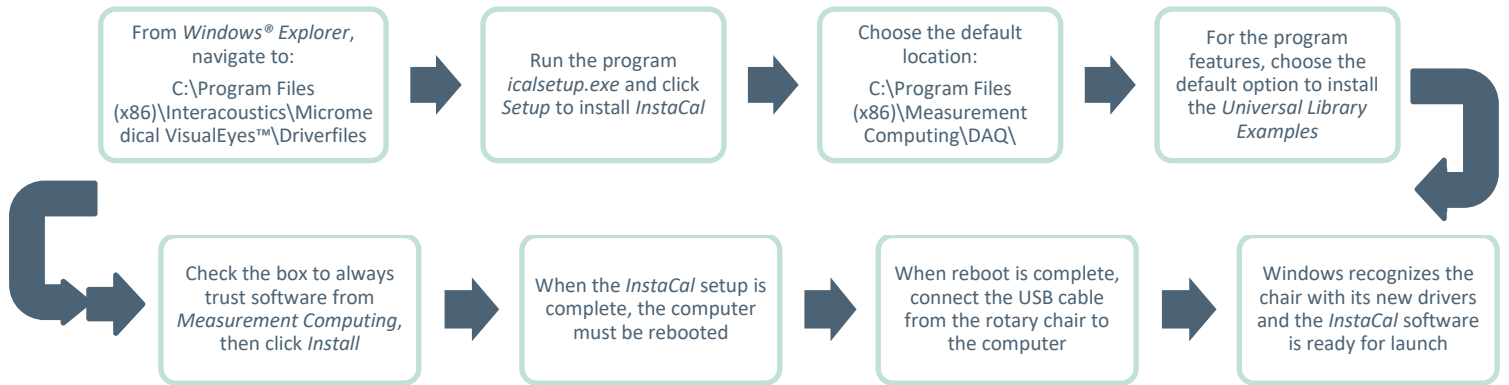 From Windows® Explorer,
navigate to:
C:\Program Files
(x86)\Interacoustics\Microme
dical VisualEyes™\Driverfiles
Run the program
icalsetup.exe and click
Setup to install InstaCal
Choose the default
location:
C:\Program Files
(x86)\Measurement
Computing\DAQ\
For the program
features, choose the
default option to install
the Universal Library
Examples
Check the box to always
trust software from
Measurement Computing,
then click Install
When the InstaCal setup is
complete, the computer
must be rebooted
When reboot is complete,
connect the USB cable
from the rotary chair to
the computer
Windows recognizes the
chair with its new drivers
and the InstaCal software
is ready for launch